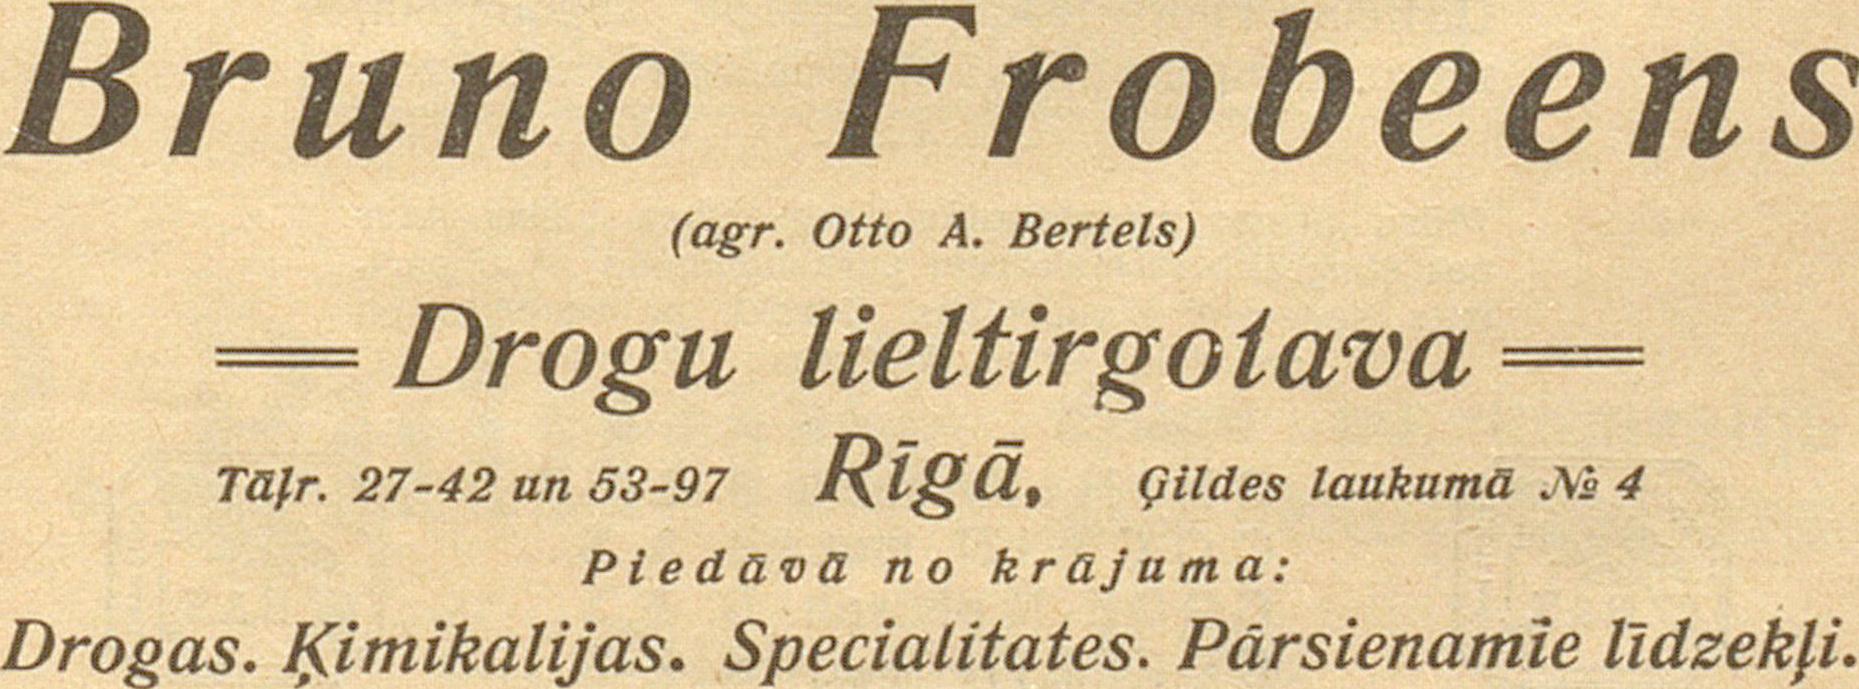 Bruno Frobeens
(agr. Otto A. Bertels)
Drogu lieltirgotava
Tāļr. 27-42 un 53-97 Rīgā, Ģildes laukumā № 4
Piedāvā no krājuma:
Drogas. Ķimikalijas. Specialitates. Pārsienamie līdzekļi.